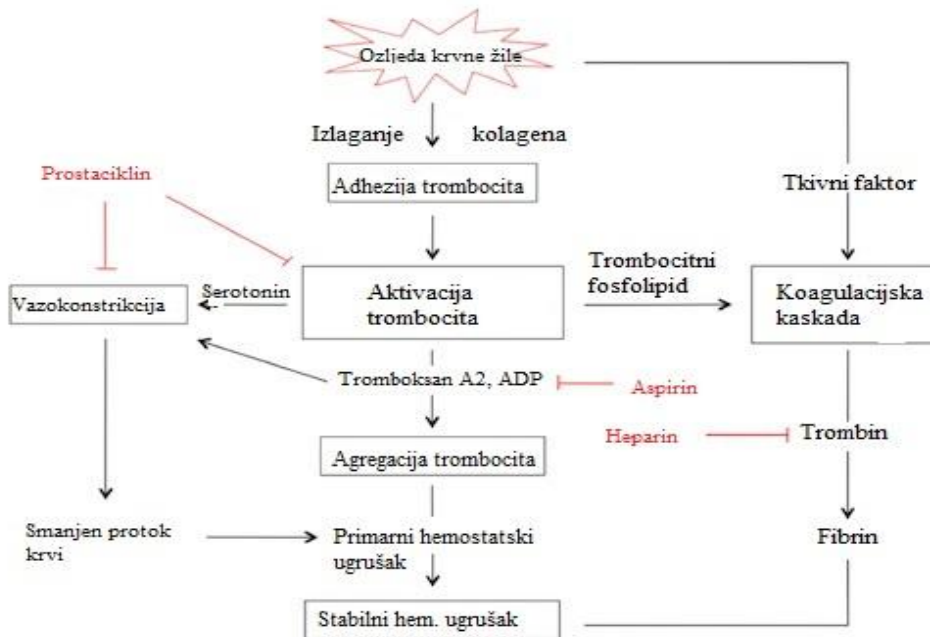 Ozljeda krvne žile
Izlaganje kolagena
Prostaciklin
Adhezija trombocita
Tkivni faktor
Vazokonstrikcija
Serotonin
Aktivacija
trombocita
Trombocitni
fosfolipid
Koagulacijska
kaskada
Tromboksan A2, ADP
Aspirin
Heparin
Trombin
Agregacija trombocita
Smanjen protok
krvi
Primarni hemostatski
ugrušak
Fibrin
Stabilni hem. ugrušak